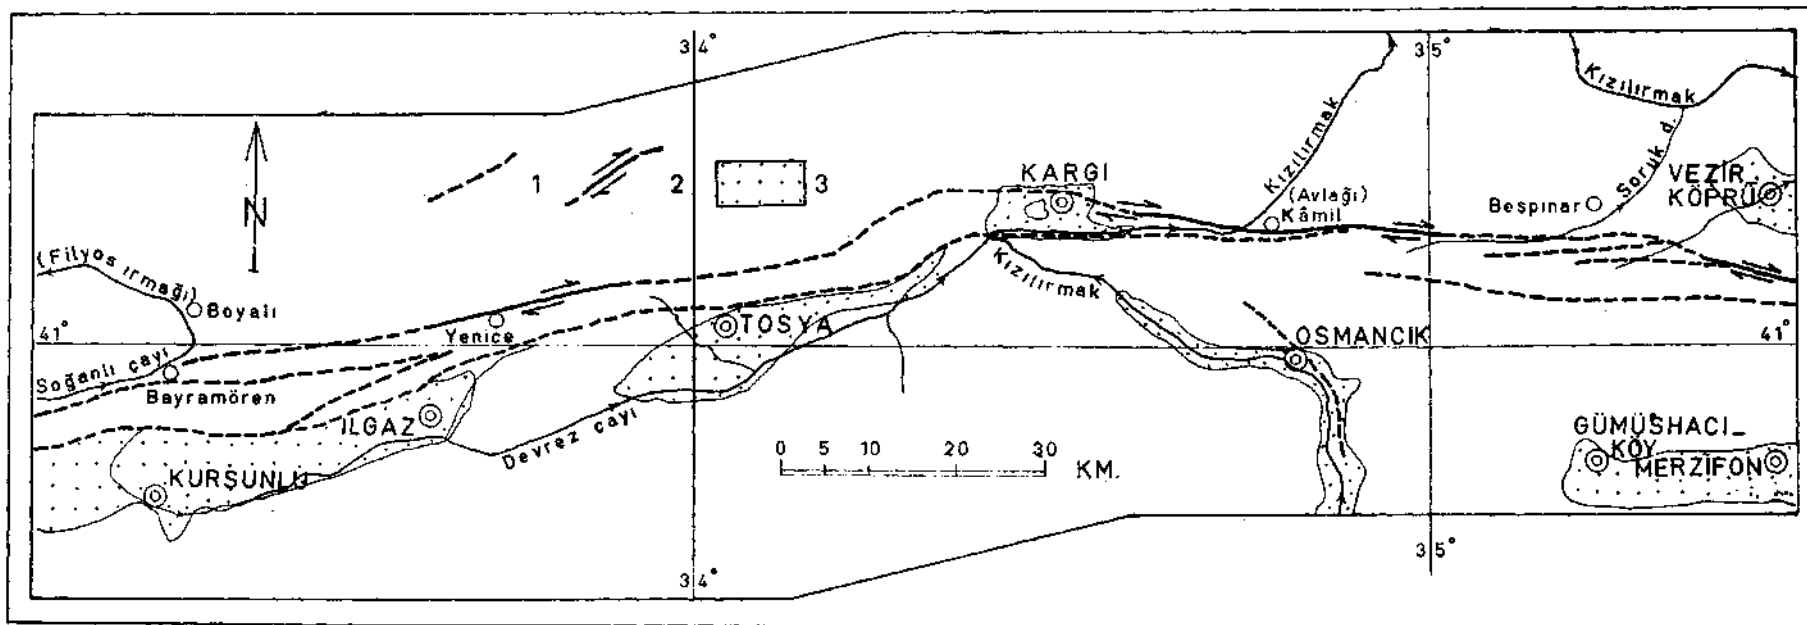 34°
35°
Kızılırmak
Kızılırmak
Soruk d.
VEZİR
KÖPRÜ
KARGI
(Avlağı)
Kâmil
Beşpınar
1
2
3
N
(Filyos ırmağı)
Boyalı
Kızılırmak
Yenice
TOSYA
OSMANCIK
41°
41°
Soğanlı çayı
Bayramören
ILGAZ
Devrez çayı
KURŞUNLU
0 5 10 20 30
KM.
GÜMÜŞHACI_
KÖY
MERZİFON
34°
35°